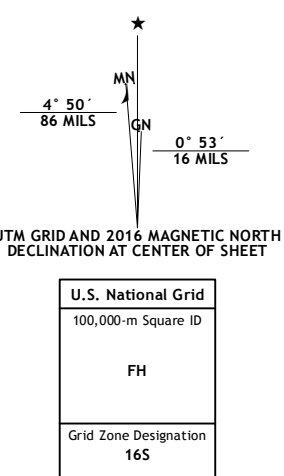 MN
4° 50´
86 MILS
GN
0° 53´
16 MILS
UTM GRID AND 2016 MAGNETIC NORTH
DECLINATION AT CENTER OF SHEET
U.S. National Grid
100,000-m Square ID
FH
Grid Zone Designation
16S